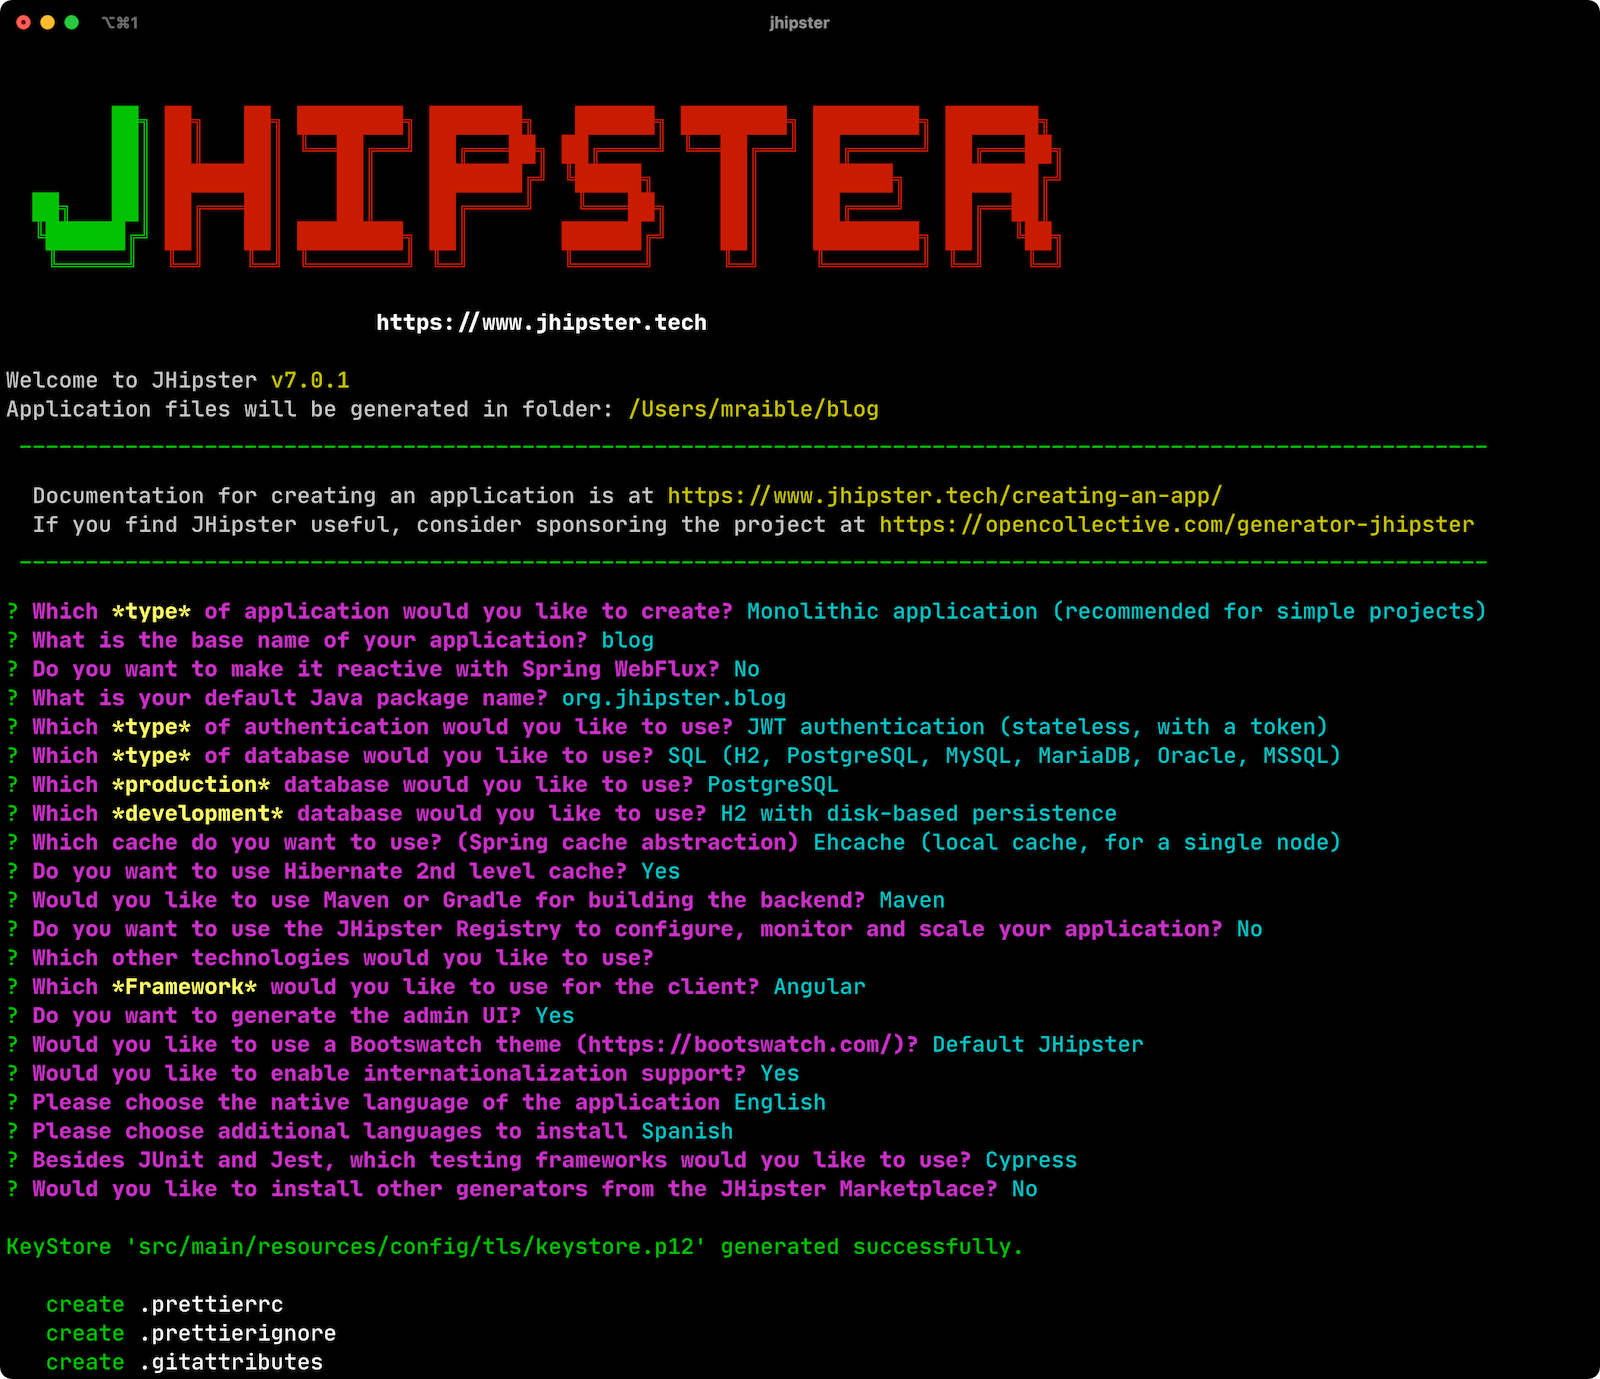 ⌥⌘1
jhipster
JHIPSTER
https://www.jhipster.tech
Welcome to JHipster v7.0.1
Application files will be generated in folder: /Users/mraible/blog
Documentation for creating an application is at https://www.jhipster.tech/creating-an-app/
If you find JHipster useful, consider sponsoring the project at https://opencollective.com/generator-jhipster
? Which *type* of application would you like to create? Monolithic application (recommended for simple projects)
? What is the base name of your application? blog
? Do you want to make it reactive with Spring WebFlux? No
? What is your default Java package name? org.jhipster.blog
? Which *type* of authentication would you like to use? JWT authentication (stateless, with a token)
? Which *type* of database would you like to use? SQL (H2, PostgreSQL, MySQL, MariaDB, Oracle, MSSQL)
? Which *production* database would you like to use? PostgreSQL
? Which *development* database would you like to use? H2 with disk-based persistence
? Which cache do you want to use? (Spring cache abstraction) Ehcache (local cache, for a single node)
? Do you want to use Hibernate 2nd level cache? Yes
? Would you like to use Maven or Gradle for building the backend? Maven
? Do you want to use the JHipster Registry to configure, monitor and scale your application? No
? Which other technologies would you like to use?
? Which *Framework* would you like to use for the client? Angular
? Do you want to generate the admin UI? Yes
? Would you like to use a Bootswatch theme (https://bootswatch.com/)? Default JHipster
? Would you like to enable internationalization support? Yes
? Please choose the native language of the application English
? Please choose additional languages to install Spanish
? Besides JUnit and Jest, which testing frameworks would you like to use? Cypress
? Would you like to install other generators from the JHipster Marketplace? No
KeyStore 'src/main/resources/config/tls/keystore.p12' generated successfully.
create .prettierrc
create .prettierignore
create .gitattributes